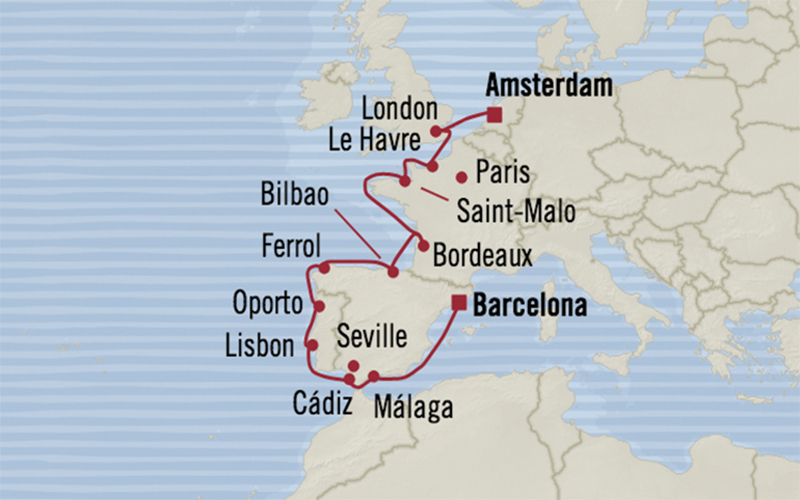 Amsterdam
London
Le Havre
Paris
Bilbao
Saint-Malo
Ferrol
Bordeaux
Oporto
Barcelona
Seville
Lisbon
Cádiz
Málaga